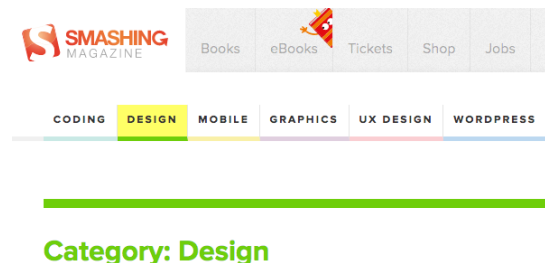 SMASHING
MAGAZINE
Books eBooks Tickets Shop Jobs
CODING DESIGN MOBILE GRAPHICS UX DESIGN WORDPRESS
Category: Design